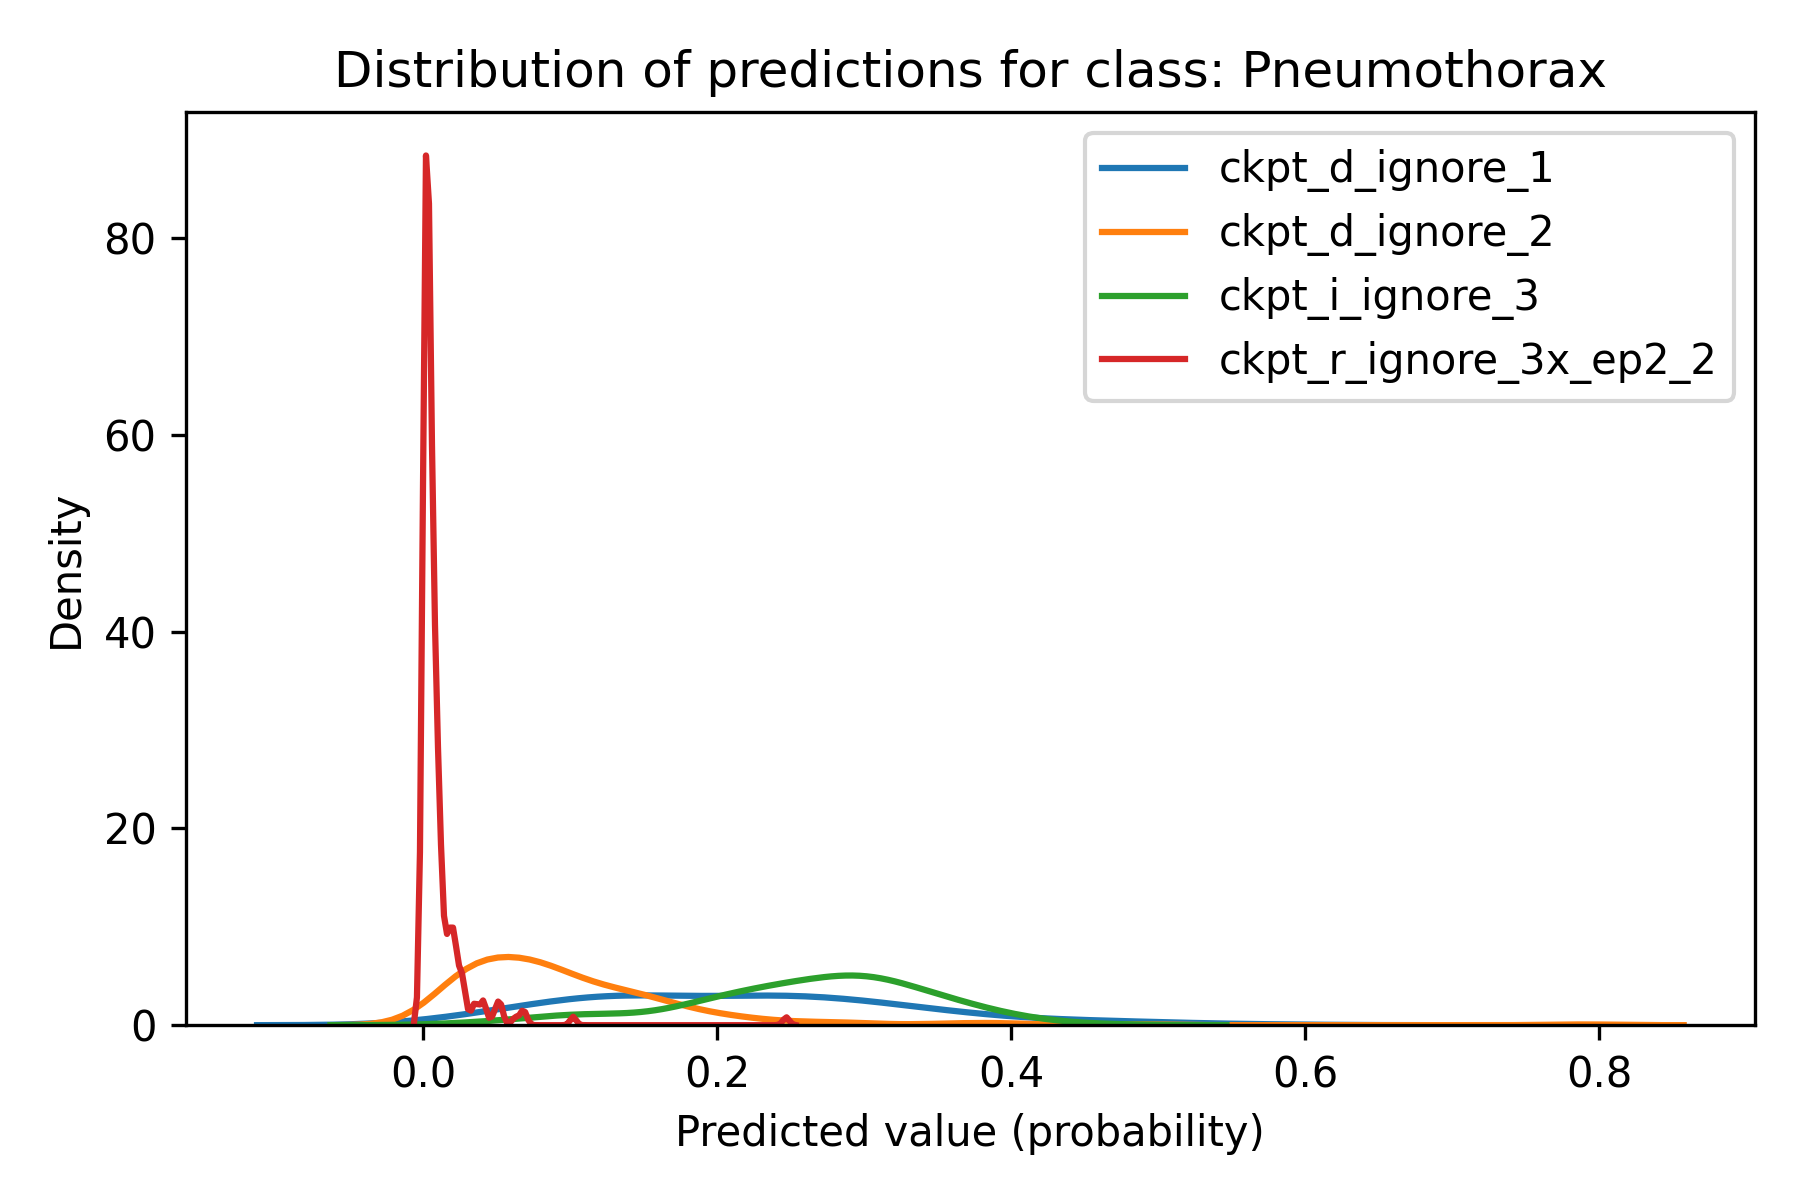 Distribution of predictions for class: Pneumothorax
ckpt_d_ignore_1
ckpt_d_ignore_2
ckpt_i_ignore_3
ckpt_r_ignore_3x_ep2_2
Density
80
60
40
20
0
0.0 0.2 0.4 0.6 0.8
Predicted value (probability)